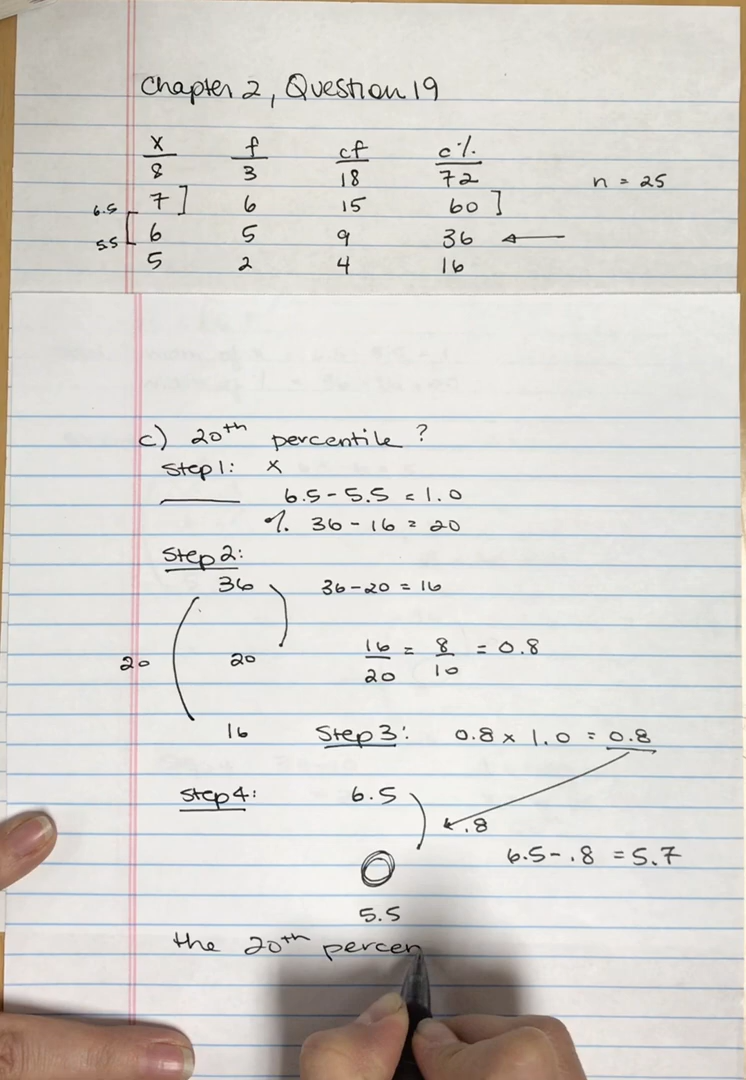 Chapter 2, Question 19
x f cf c%
8 3 18 72 n = 25
6.5 7 ] 6 15 60 ]
5.5 [ 6 5 9 36 ←
5 2 4 16
c) 20th percentile ?
Step 1: x
6.5 - 5.5 = 1.0
% 36 - 16 = 20
Step 2:
36 36 - 20 = 16
20 20 16/20 = 8/10 = 0.8
16 Step 3: 0.8 x 1.0 = 0.8
Step 4: 6.5
.8
6.5 - .8 = 5.7
5.5
the 20th percen